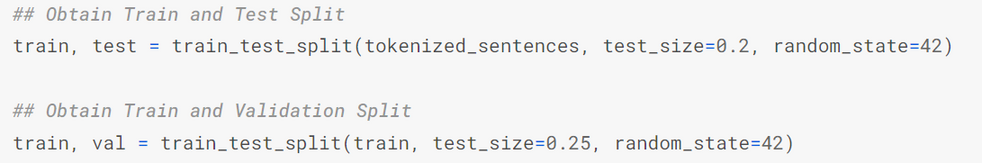 ## Obtain Train and Test Split
train, test = train_test_split(tokenized_sentences, test_size=0.2, random_state=42)
## Obtain Train and Validation Split
train, val = train_test_split(train, test_size=0.25, random_state=42)